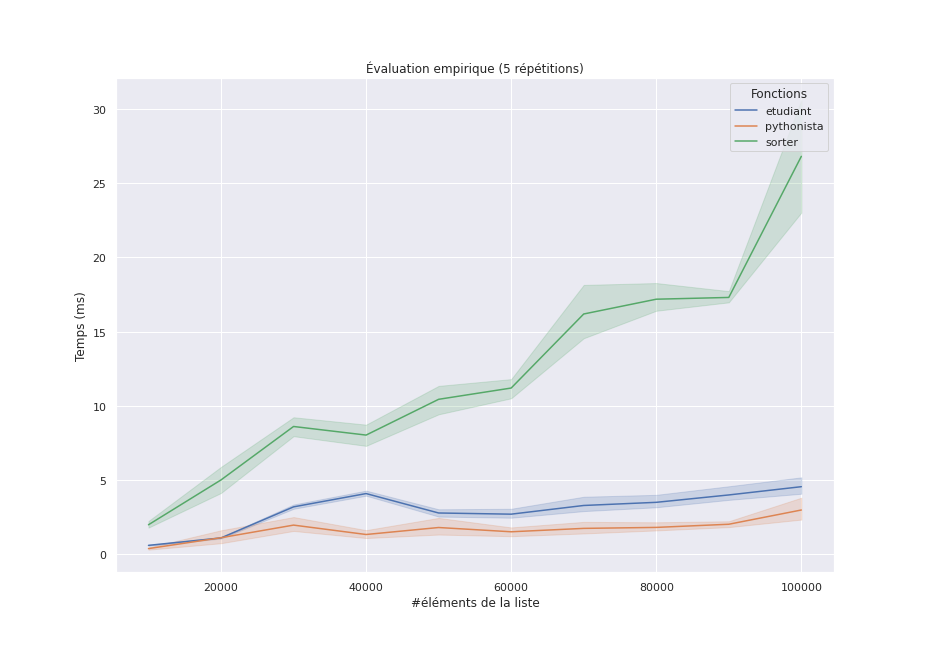 Évaluation empirique (5 répétitions)
Fonctions
etudiant
pythonista
sorter
Temps (ms)
30
25
20
15
10
5
0
20000
40000
60000
80000
100000
#éléments de la liste